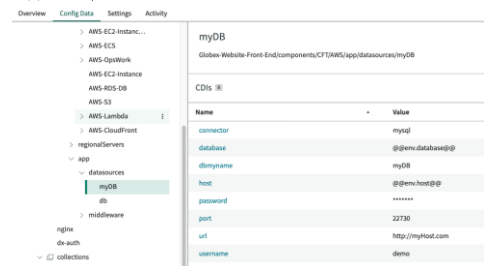 Overview Config Data Settings Activity
AWS-EC2-Instanc...
AWS-ECS
AWS-OpsWork
AWS-EC2-Instance
AWS-RDS-DB
AWS-S3
AWS-Lambda
AWS-CloudFront
regionalServers
app
datasources
myDB
db
middleware
nginx
dx-auth
collections
myDB
Globex-Website-Front-End/components/CFT/AWS/app/datasources/myDB
CDIs
Name Value
connector mysql
database @@env.database@@
dbmyname myDB
host @@env.host@@
password *******
port 22730
url http://myHost.com
username demo